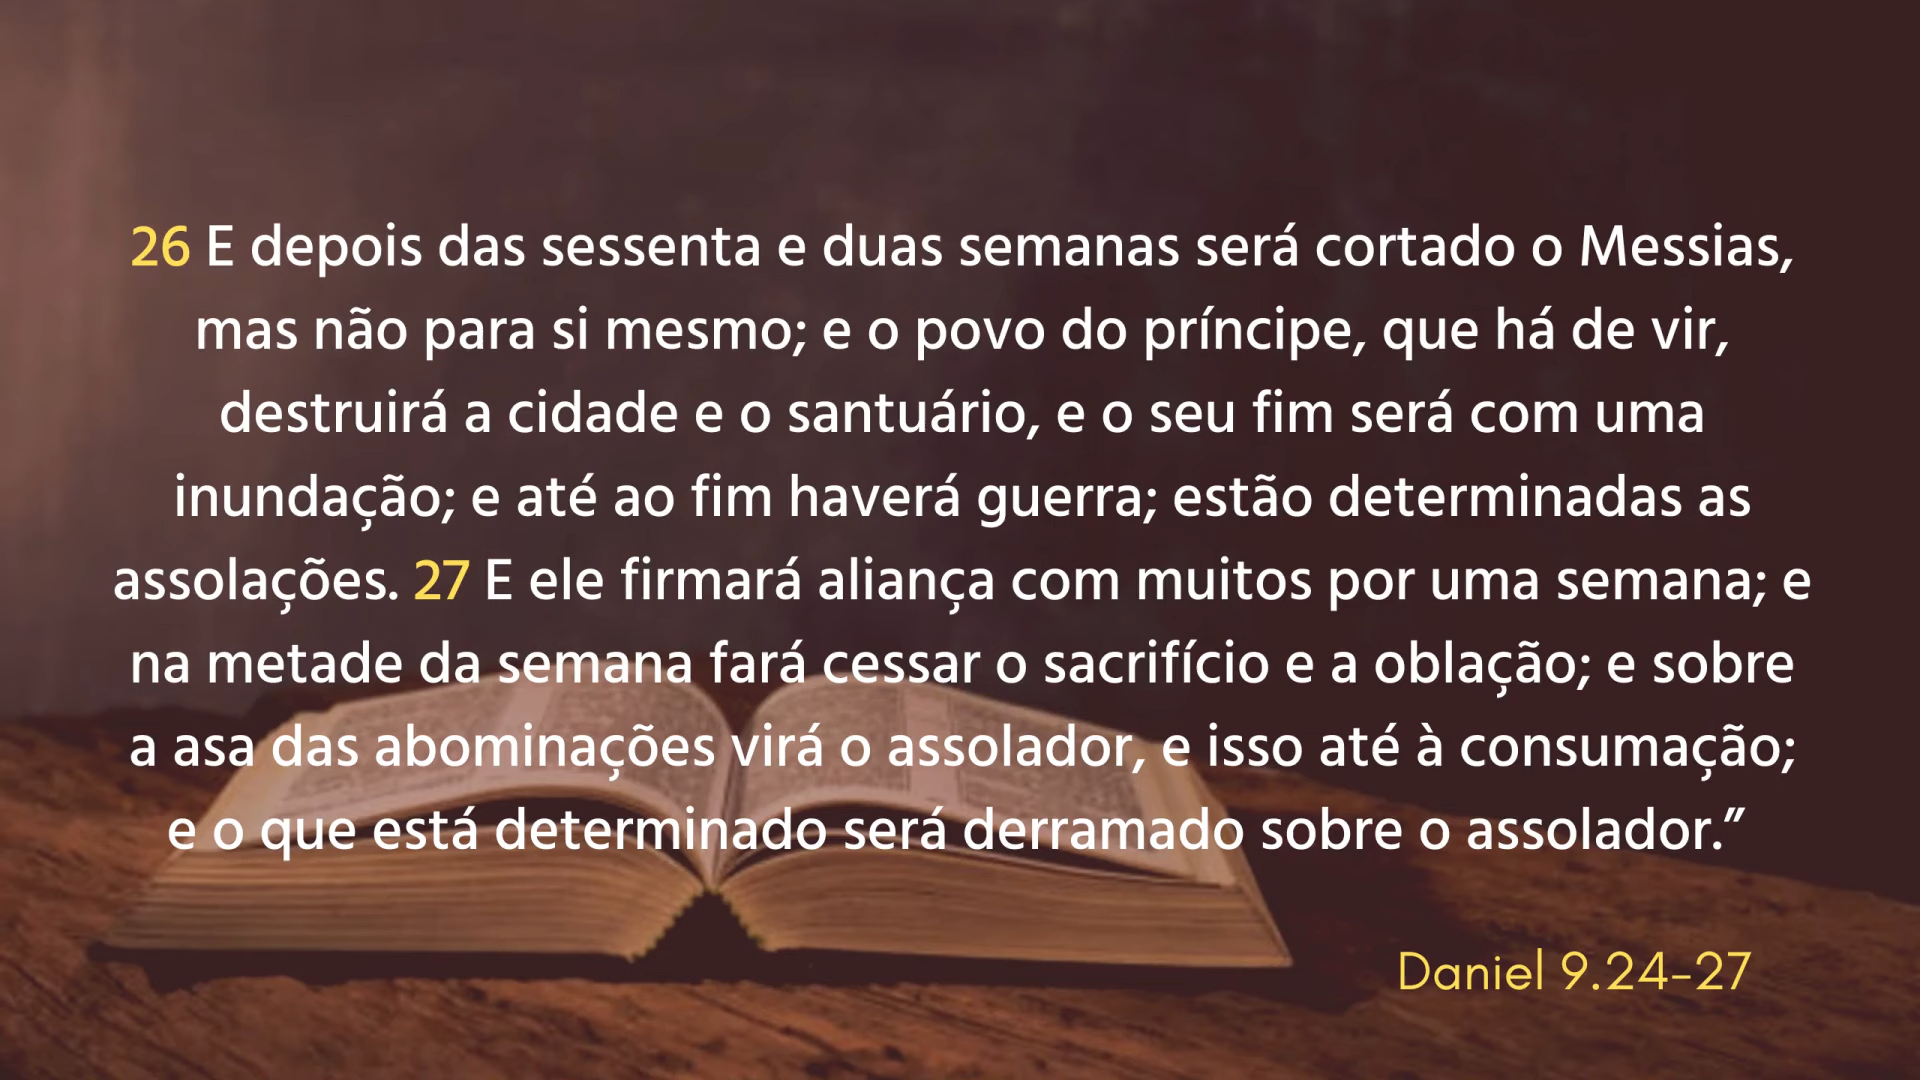 26 E depois das sessenta e duas semanas será cortado o Messias,
mas não para si mesmo; e o povo do príncipe, que há de vir,
destruirá a cidade e o santuário, e o seu fim será com uma
inundação; e até ao fim haverá guerra; estão determinadas as
assolações. 27 E ele firmará aliança com muitos por uma semana; e
na metade da semana fará cessar o sacrifício e a oblação; e sobre
a asa das abominações virá o assolador, e isso até à consumação;
e o que está determinado será derramado sobre o assolador.”
Daniel 9.24-27